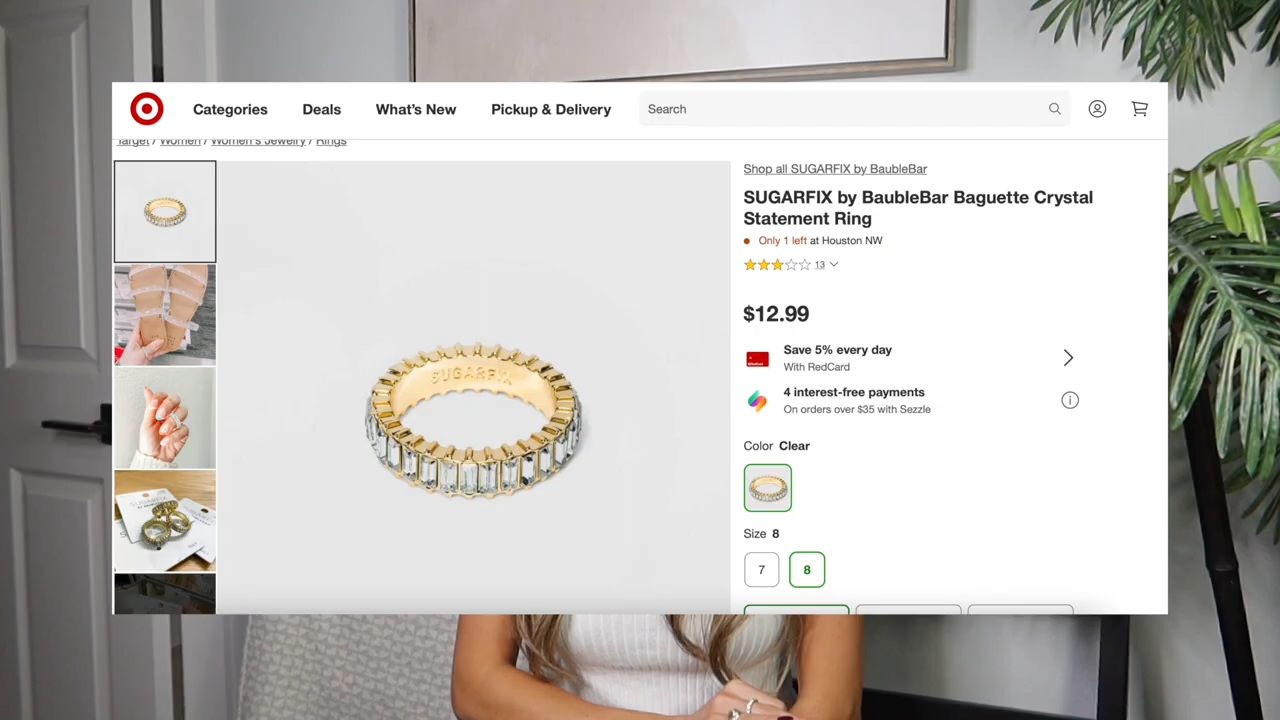 Categories
Deals
What's New
Pickup & Delivery
Search
Target / Women / Women's Jewelry / Rings
Shop all SUGARFIX by BaubleBar
SUGARFIX by BaubleBar Baguette Crystal
Statement Ring
Only 1 left at Houston NW
13
$12.99
Save 5% every day
With RedCard
4 interest-free payments
On orders over $35 with Sezzle
Color Clear
Size 8
7
8
SUGARFIX
SUGARFIX